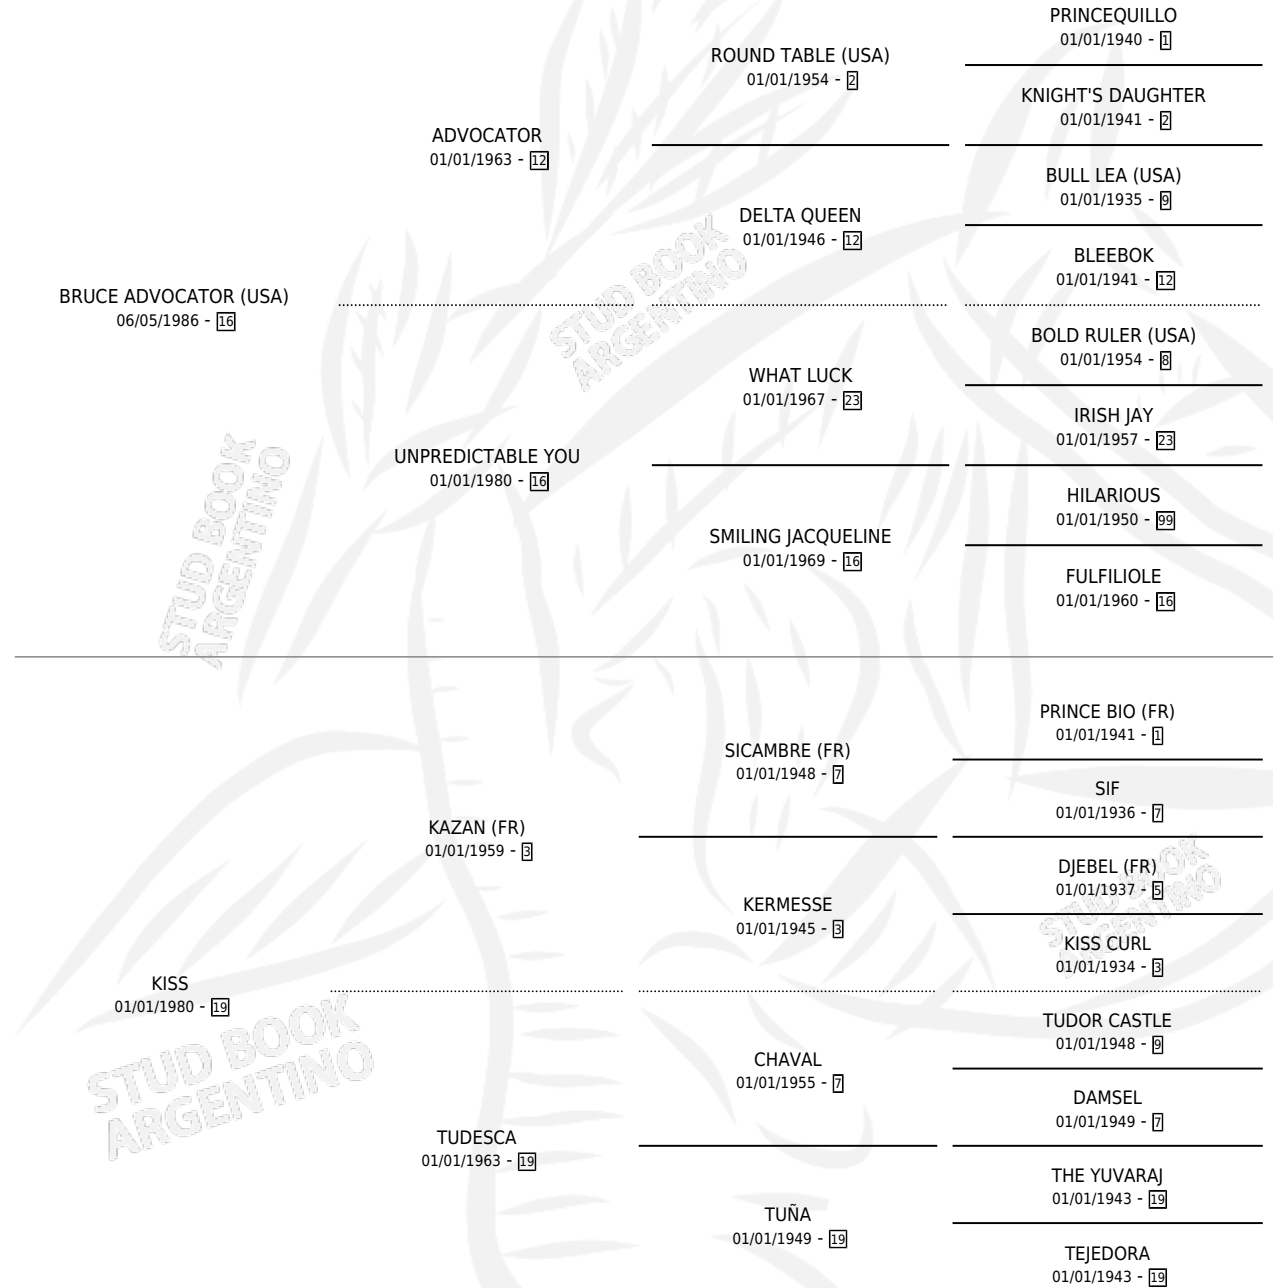 PRINCEQUILLO
01/01/1940 - 1
ROUND TABLE (USA)
01/01/1954 - 2
KNIGHT'S DAUGHTER
01/01/1941 - 2
ADVOCATOR
01/01/1963 - 12
BULL LEA (USA)
01/01/1935 - 9
DELTA QUEEN
01/01/1946 - 12
BLEEBOK
01/01/1941 - 12
BRUCE ADVOCATOR (USA)
06/05/1986 - 16
BOLD RULER (USA)
01/01/1954 - 8
WHAT LUCK
01/01/1967 - 23
IRISH JAY
01/01/1957 - 23
UNPREDICTABLE YOU
01/01/1980 - 16
HILARIOUS
01/01/1950 - 99
SMILING JACQUELINE
01/01/1969 - 16
FULFILIOLE
01/01/1960 - 16
PRINCE BIO (FR)
01/01/1941 - 1
SICAMBRE (FR)
01/01/1948 - 7
SIF
01/01/1936 - 7
KAZAN (FR)
01/01/1959 - 3
DJEBEL (FR)
01/01/1937 - 5
KERMESSE
01/01/1945 - 3
KISS CURL
01/01/1934 - 3
KISS
01/01/1980 - 19
TUDOR CASTLE
01/01/1948 - 9
CHAVAL
01/01/1955 - 7
DAMSEL
01/01/1949 - 7
TUDESCA
01/01/1963 - 19
THE YUVARAJ
01/01/1943 - 19
TUÑA
01/01/1949 - 19
TEJEDORA
01/01/1943 - 19
STUD BOOK
ARGENTINO
STUD BOOK
ARGENTINO
STUD BOOK
ARGENTINO
STUD BOOK
ARGENTINO